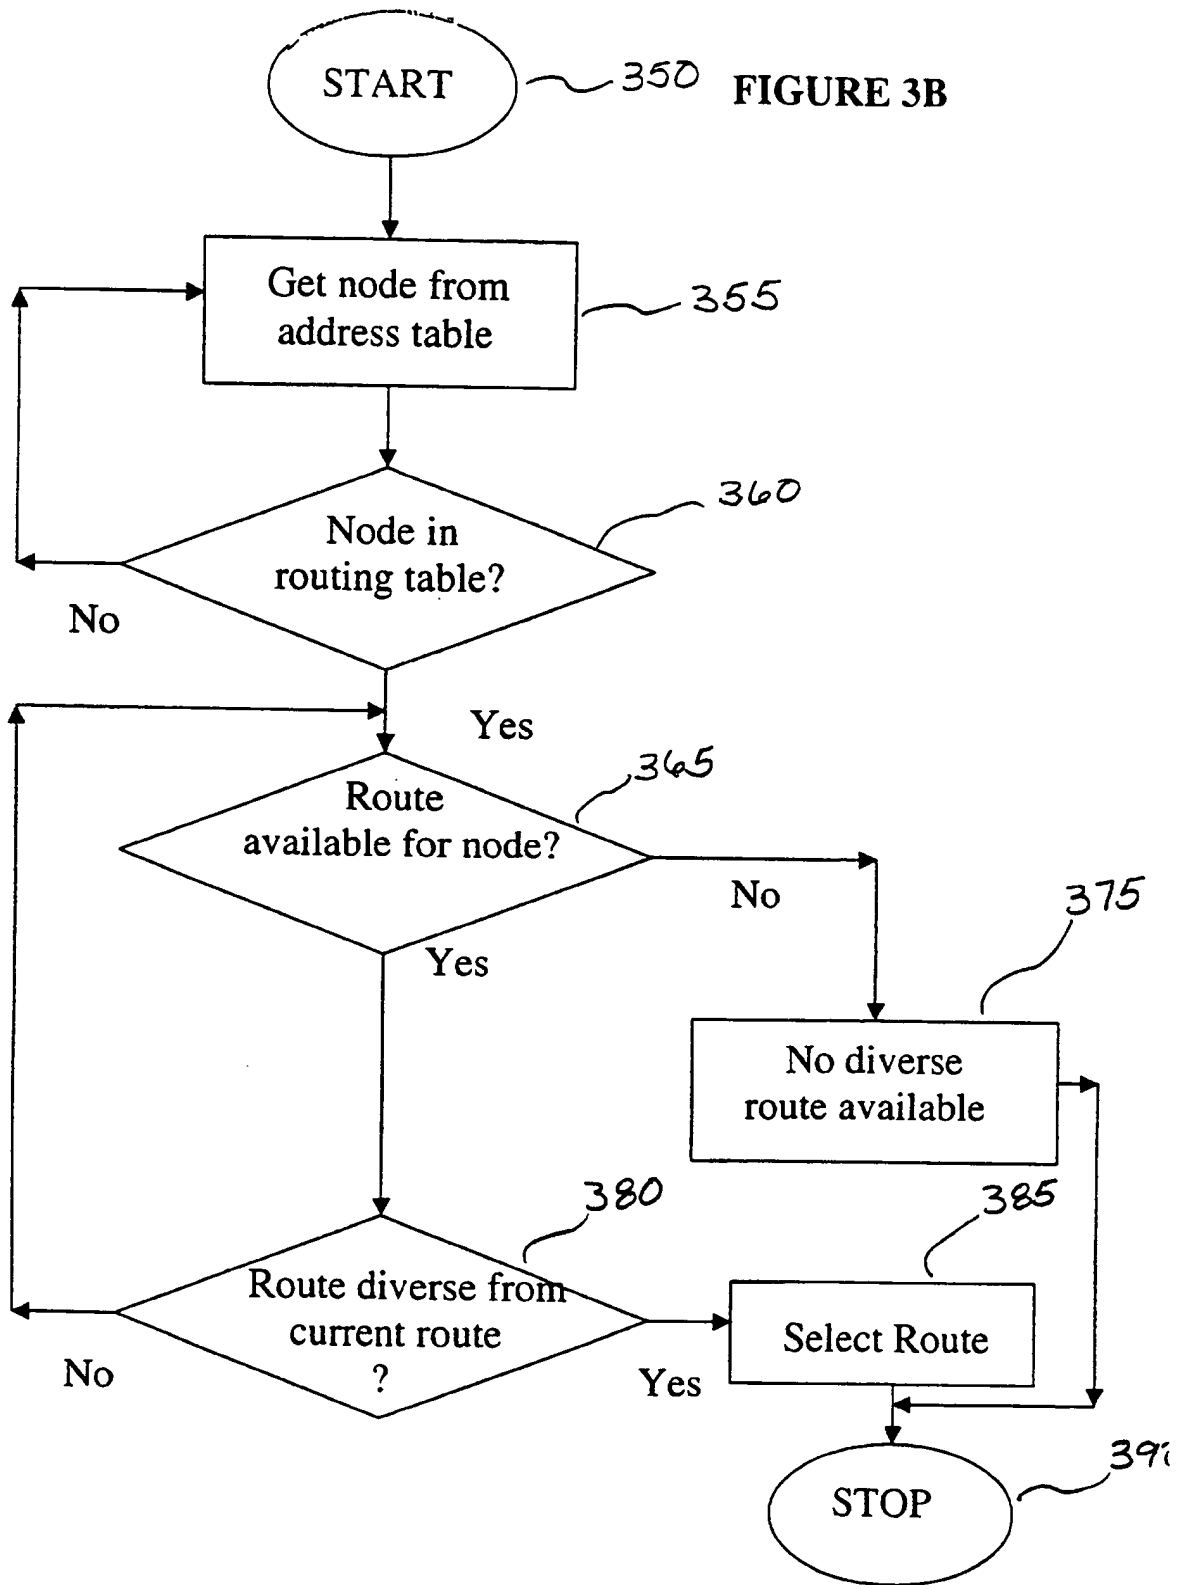 START
350
FIGURE 3B
Get node from
address table
355
Node in
routing table?
360
No
Yes
Route
available for node?
365
No
Yes
375
No diverse
route available
380
385
Route diverse from
current route
?
Select Route
No
Yes
STOP